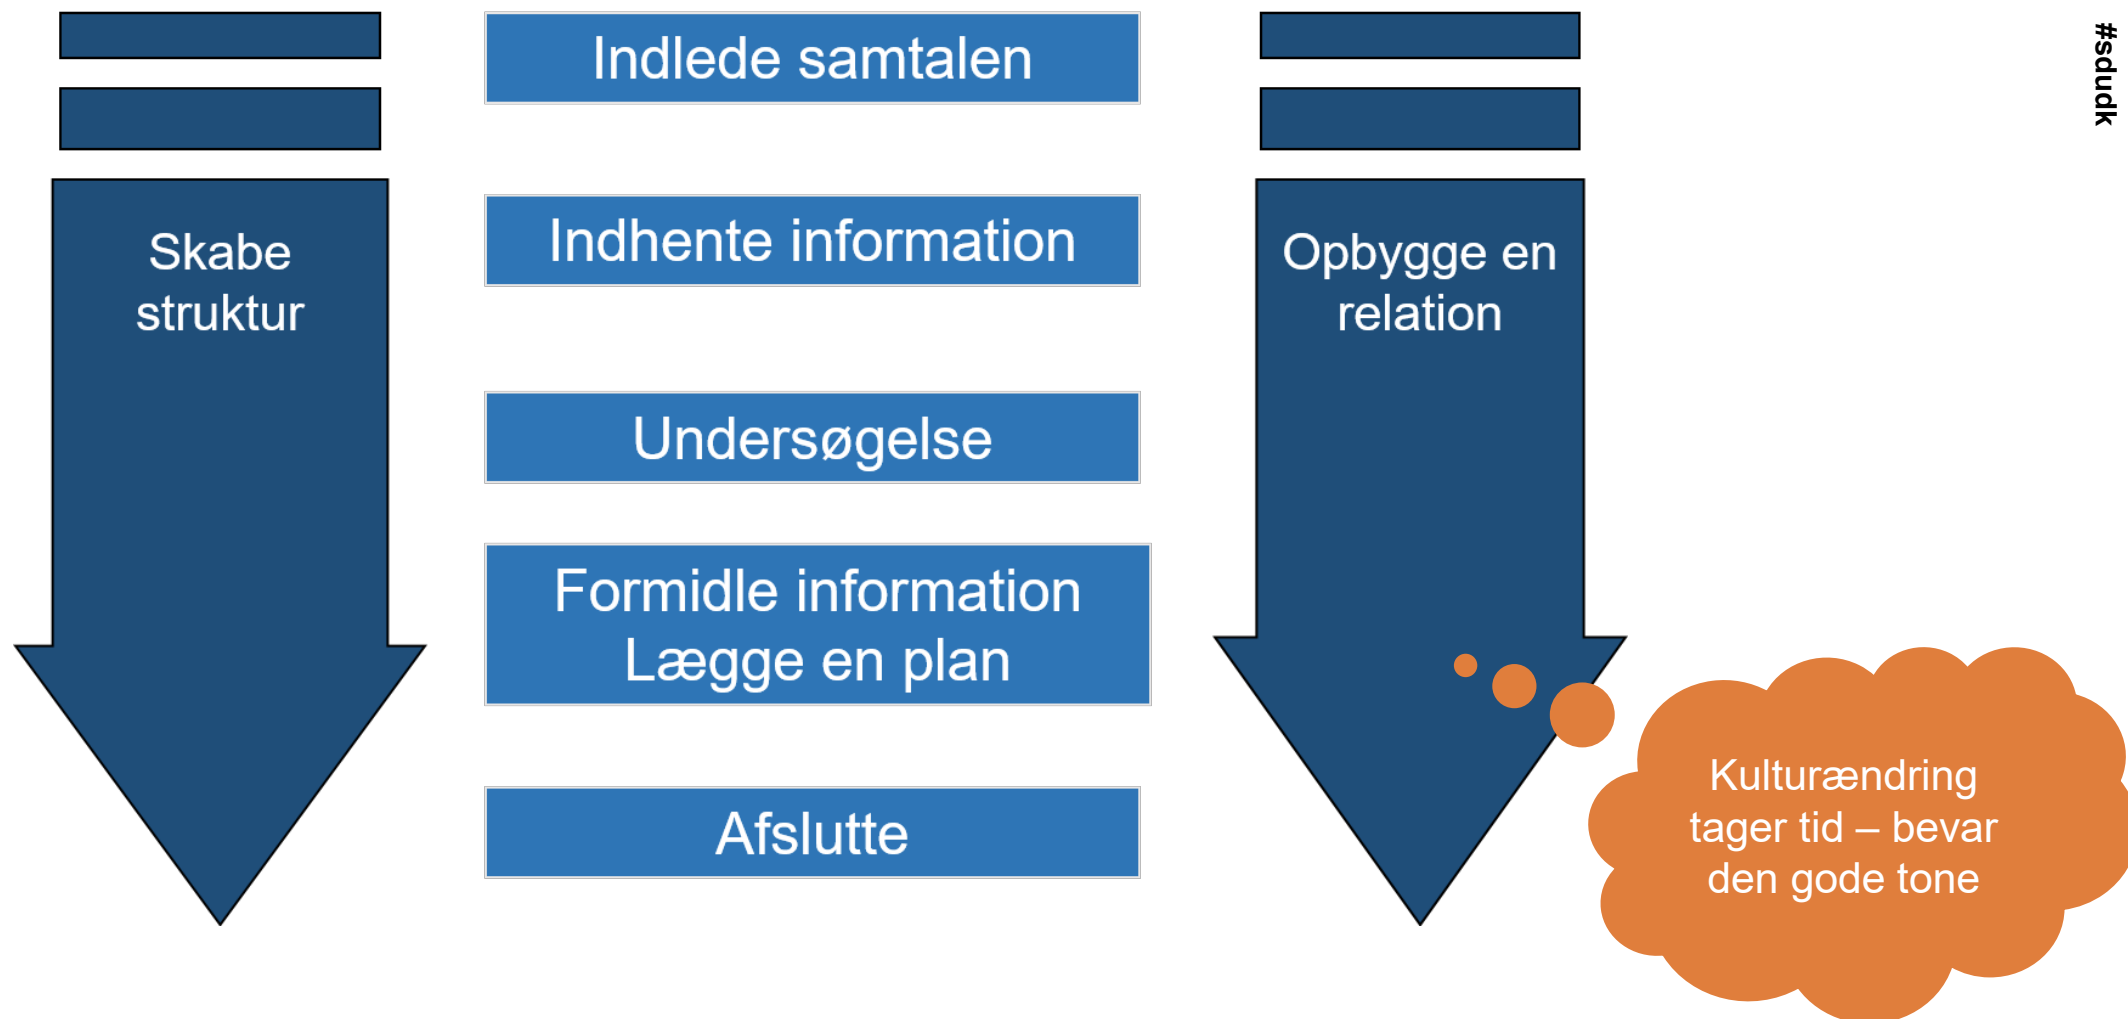 Indlede samtalen
#sdudk
Skabe
struktur
Indhente information
Opbygge en
relation
Undersøgelse
Formidle information
Lægge en plan
Afslutte
Kulturændring
tager tid – bevar
den gode tone